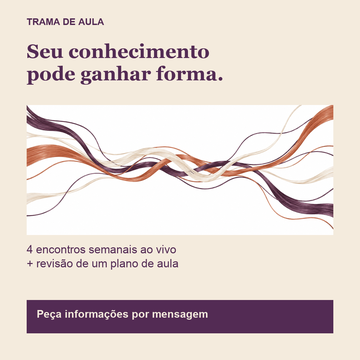 TRAMA DE AULA
Seu conhecimento
pode ganhar forma.
4 encontros semanais ao vivo
+ revisão de um plano de aula
Peça informações por mensagem